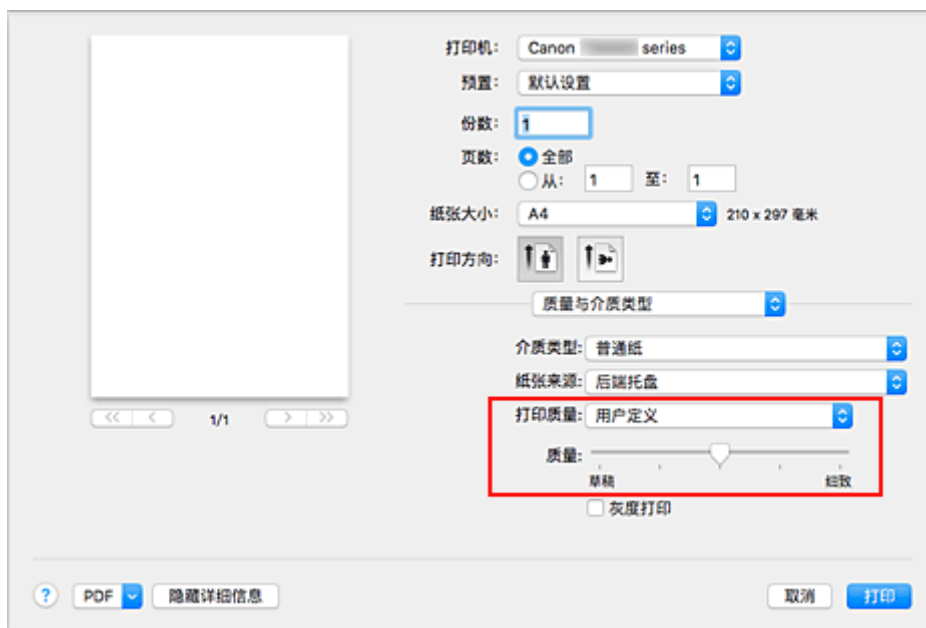 打印机: Canon series
预置: 默认设置
份数: 1
页数: 全部
从: 1 至: 1
纸张大小: A4 210 x 297 毫米
打印方向:
质量与介质类型
介质类型: 普通纸
纸张来源: 后端托盘
打印质量: 用户定义
质量:
草稿 细致
灰度打印
<< < 1/1 > >>
? PDF 隐藏详细信息 取消 打印